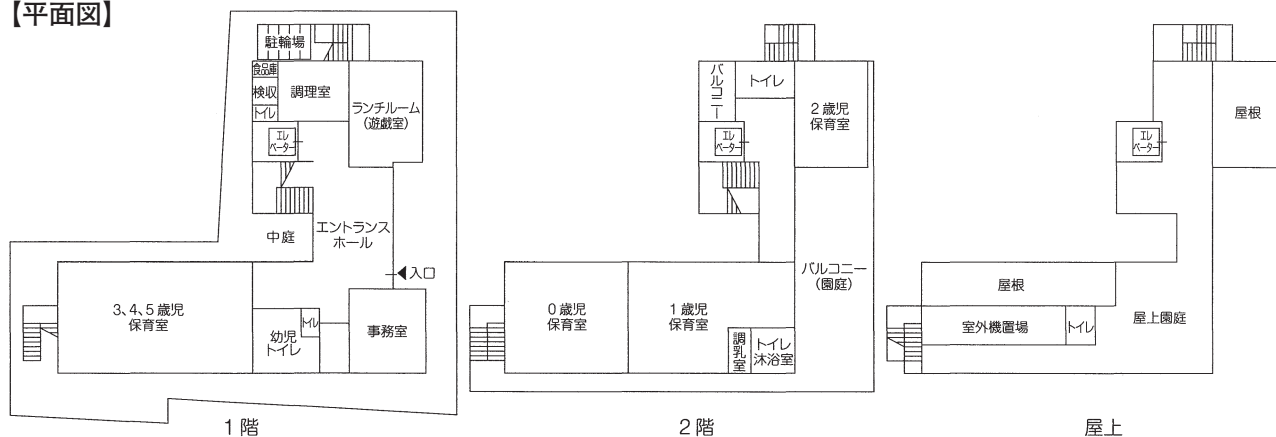 【平面図】
駐輪場
食品庫
検収
トイレ
調理室
ランチルーム
(遊戯室)
エレ
ベーター
エントランス
ホール
中庭
入口
3、4、5歳児
保育室
幼児
トイレ
トイレ
事務室
1階
バルコニー
トイレ
2歳児
保育室
エレ
ベーター
バルコニー
(園庭)
0歳児
保育室
1歳児
保育室
調乳室
トイレ
沐浴室
2階
屋根
エレ
ベーター
屋根
室外機置場
トイレ
屋上園庭
屋上